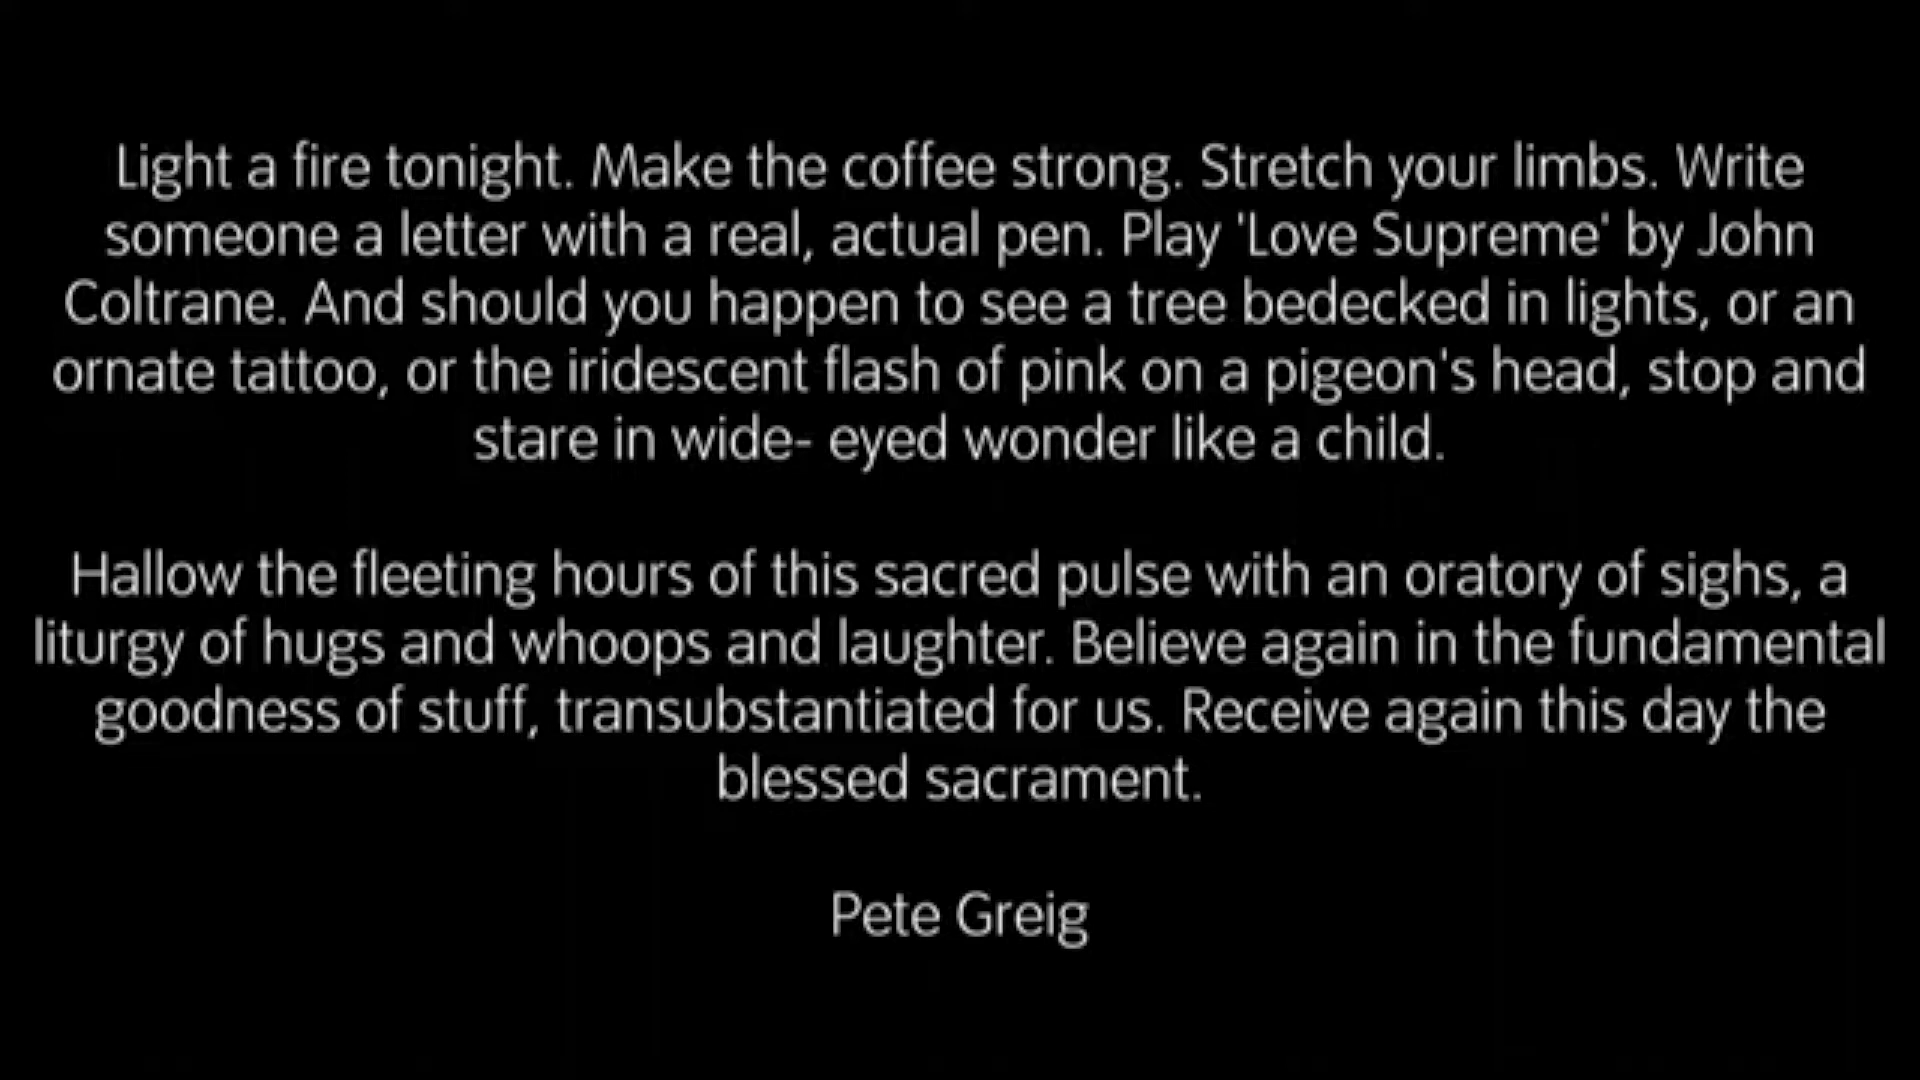 Light a fire tonight. Make the coffee strong. Stretch your limbs. Write
someone a letter with a real, actual pen. Play 'Love Supreme' by John
Coltrane. And should you happen to see a tree bedecked in lights, or an
ornate tattoo, or the iridescent flash of pink on a pigeon's head, stop and
stare in wide- eyed wonder like a child.
Hallow the fleeting hours of this sacred pulse with an oratory of sighs, a
liturgy of hugs and whoops and laughter. Believe again in the fundamental
goodness of stuff, transubstantiated for us. Receive again this day the
blessed sacrament.
Pete Greig